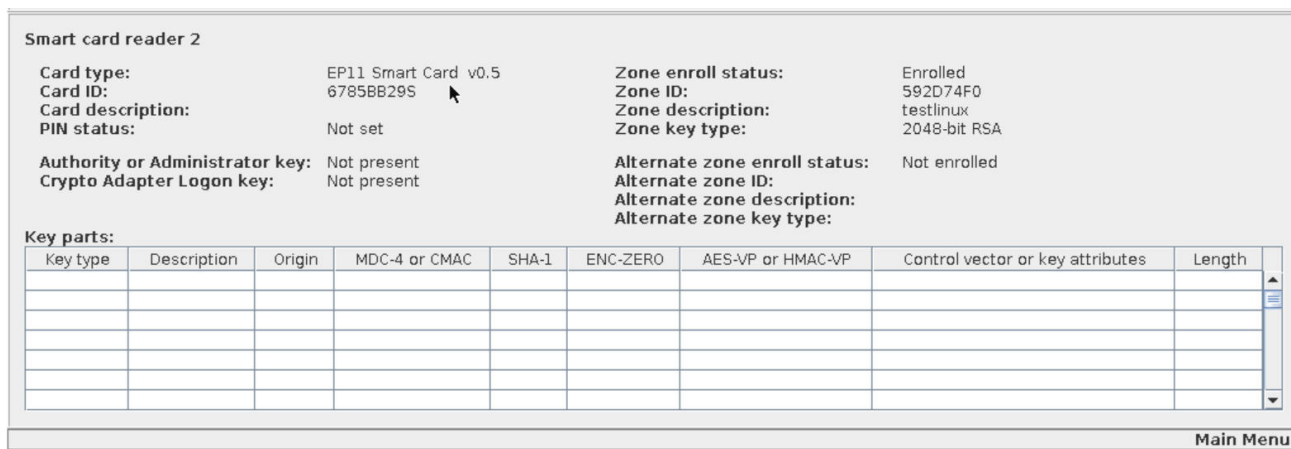 Smart card reader 2
Card type: EP11 Smart Card v0.5
Card ID: 6785BB29S
Card description:
PIN status: Not set
Authority or Administrator key: Not present
Crypto Adapter Logon key: Not present
Zone enroll status: Enrolled
Zone ID: 592D74F0
Zone description: testlinux
Zone key type: 2048-bit RSA
Alternate zone enroll status: Not enrolled
Alternate zone ID:
Alternate zone description:
Alternate zone key type:
Key parts:
Key type Description Origin MDC-4 or CMAC SHA-1 ENC-ZERO AES-VP or HMAC-VP Control vector or key attributes Length
Main Menu